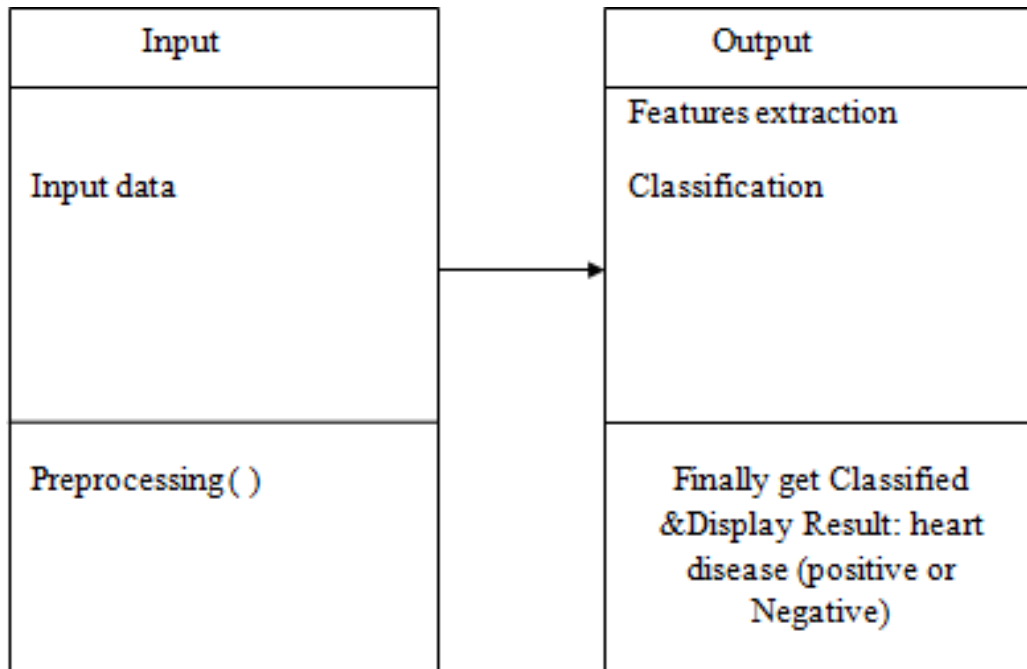 Input
Input data
Preprocessing( )
Output
Features extraction
Classification
Finally get Classified
&Display Result: heart
disease (positive or
Negative)